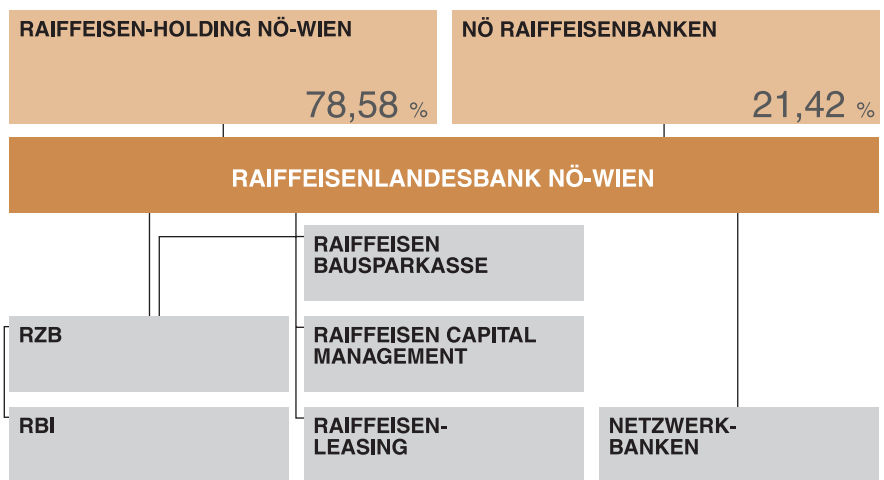 RAIFFEISEN-HOLDING NÖ-WIEN
78,58 %
NÖ RAIFFEISENBANKEN
21,42 %
RAIFFEISENLANDESBANK NÖ-WIEN
RAIFFEISEN
BAUSPARKASSE
RZB
RAIFFEISEN CAPITAL
MANAGEMENT
RBI
RAIFFEISEN-
LEASING
NETZWERK-
BANKEN